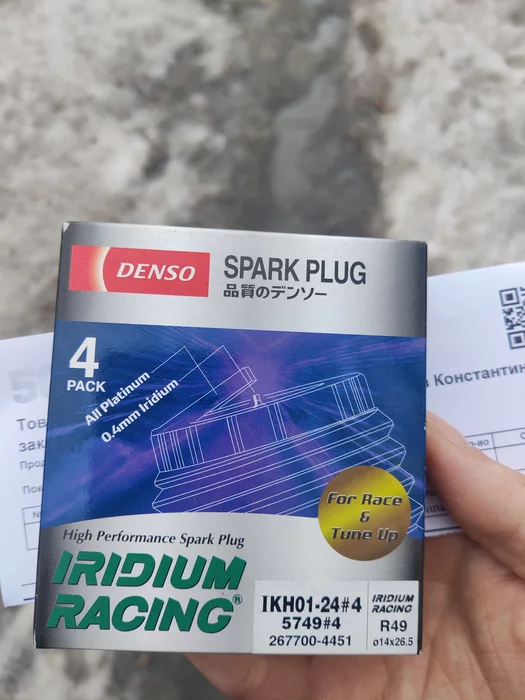 DENSO
SPARK PLUG
品質のデンソー
4
PACK
All Platinum
0.4mm Iridium
For Race
&
Tune Up
High Performance Spark Plug
IRIDIUM
RACING®
IKH01-24#4
5749#4
267700-4451
IRIDIUM
RACING
R49
ø14x26.5
Константин
Тов
зак